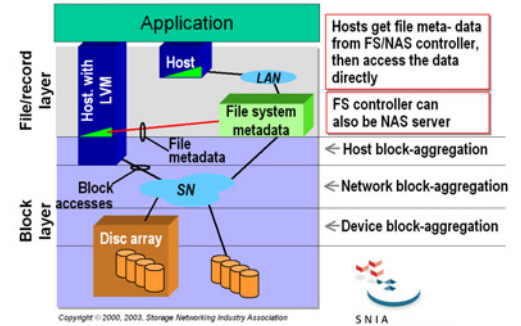 Application
Hosts get file meta- data
from FS/NAS controller,
then access the data
directly
FS controller can
also be NAS server
File/record
layer
Host. with
LVM
Host
LAN
File system
metadata
File
metadata
Host block-aggregation
Block
accesses
SN
Network block-aggregation
Block
layer
Device block-aggregation
Disc array
SNIA
Copyright © 2000, 2003, Storage Networking Industry Association